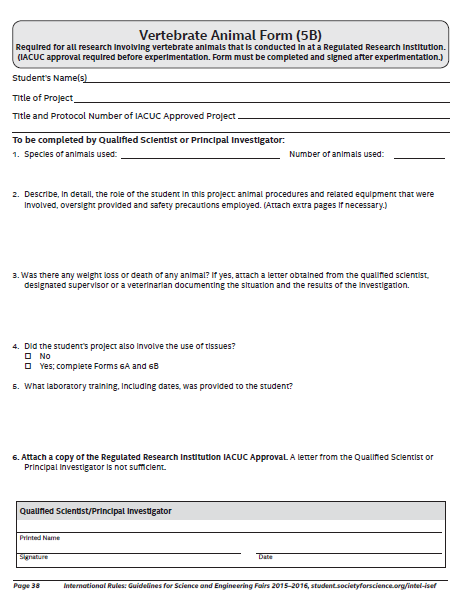 Vertebrate Animal Form (5B)
Required for all research involving vertebrate animals that is conducted in at a Regulated Research Institution.
(IACUC approval required before experimentation. Form must be completed and signed after experimentation.)
Student's Name(s)
Title of Project
Title and Protocol Number of IACUC Approved Project
To be completed by Qualified Scientist or Principal Investigator:
1. Species of animals used: Number of animals used:
2. Describe, in detail, the role of the student in this project: animal procedures and related equipment that were
involved, oversight provided and safety precautions employed. (Attach extra pages if necessary.)
3. Was there any weight loss or death of any animal? If yes, attach a letter obtained from the qualified scientist,
designated supervisor or a veterinarian documenting the situation and the results of the investigation.
4. Did the student's project also involve the use of tissues?
☐ No
☐ Yes; complete Forms 6A and 6B
5. What laboratory training, including dates, was provided to the student?
6. Attach a copy of the Regulated Research Institution IACUC Approval. A letter from the Qualified Scientist or
Principal Investigator is not sufficient.
Qualified Scientist/Principal Investigator
Printed Name
Signature Date
Page 38 International Rules: Guidelines for Science and Engineering Fairs 2015–2016, student.societyforscience.org/intel-isef